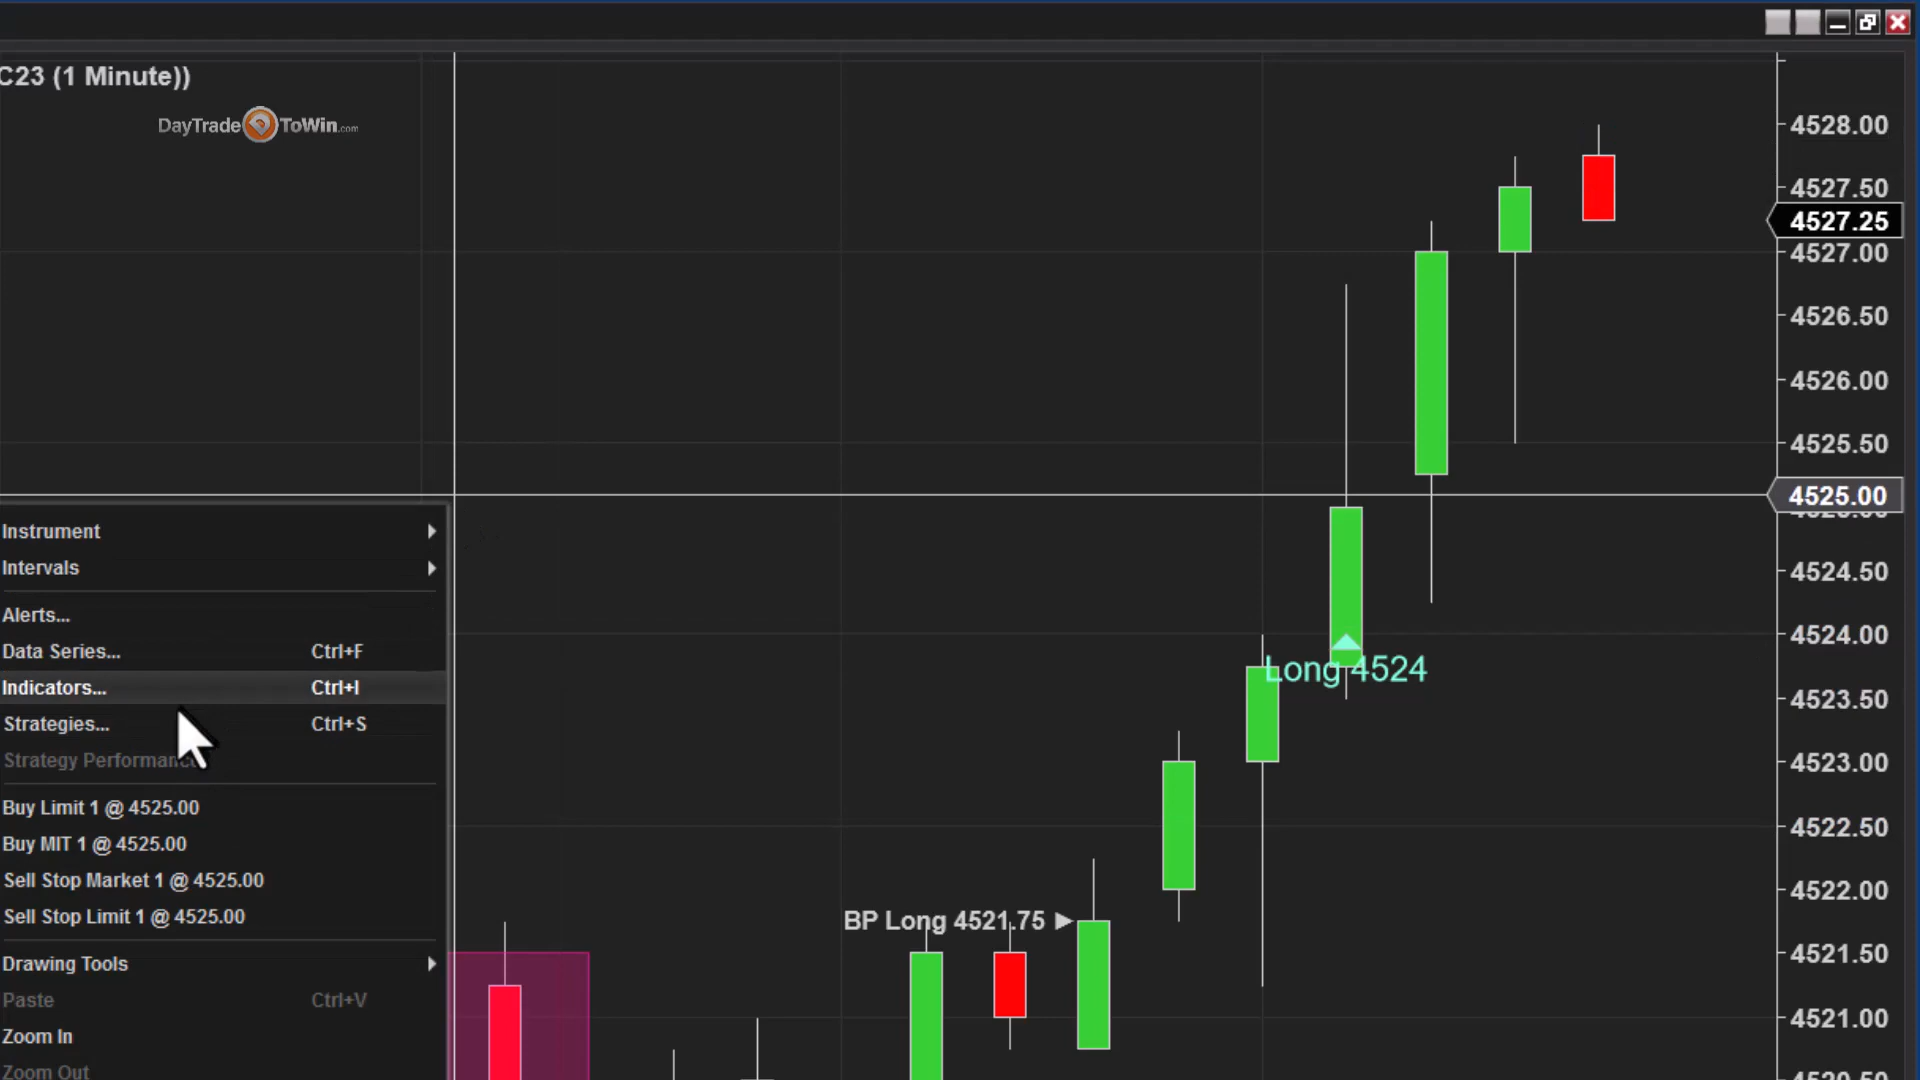 C23 (1 Minute))
DayTrade ToWin.com
4528.00
4527.50
4527.25
4527.00
4526.50
4526.00
4525.50
4525.00
4524.50
4524.00
4523.50
4523.00
4522.50
4522.00
4521.50
4521.00
Instrument
Intervals
Alerts...
Data Series... Ctrl+F
Indicators... Ctrl+I
Strategies... Ctrl+S
Strategy Performance
Buy Limit 1 @ 4525.00
Buy MIT 1 @ 4525.00
Sell Stop Market 1 @ 4525.00
Sell Stop Limit 1 @ 4525.00
Drawing Tools
Paste Ctrl+V
Zoom In
Zoom Out
Long 4524
BP Long 4521.75